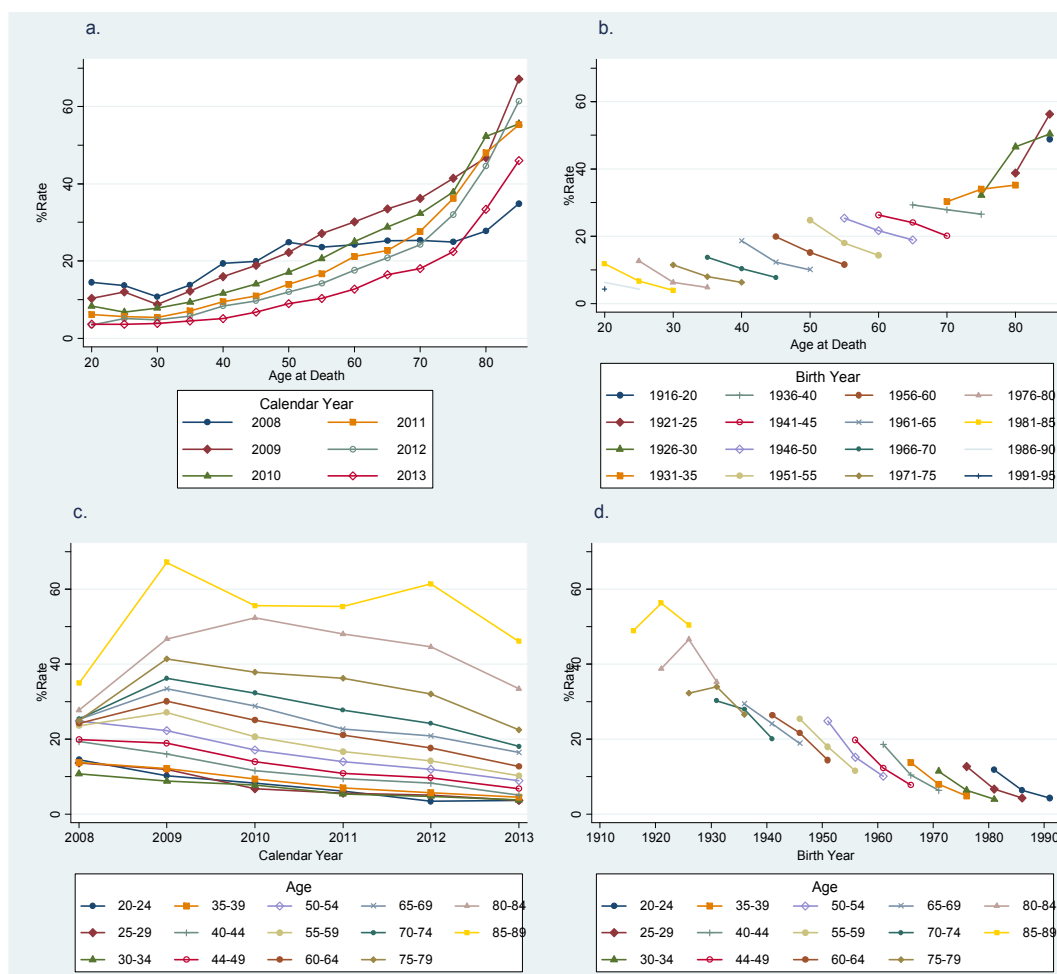 a.
%Rate
60
40
20
0
20 30 40 50 60 70 80
Age at Death
Calendar Year
2008 2011
2009 2012
2010 2013
b.
%Rate
60
40
20
0
20 30 40 50 60 70 80
Age at Death
Birth Year
1916-20 1936-40 1956-60 1976-80
1921-25 1941-45 1961-65 1981-85
1926-30 1946-50 1966-70 1986-90
1931-35 1951-55 1971-75 1991-95
c.
%Rate
60
40
20
0
2008 2009 2010 2011 2012 2013
Calendar Year
Age
20-24 35-39 50-54 65-69 80-84
25-29 40-44 55-59 70-74 85-89
30-34 44-49 60-64 75-79
d.
%Rate
60
40
20
0
1910 1920 1930 1940 1950 1960 1970 1980 1990
Birth Year
Age
20-24 35-39 50-54 65-69 80-84
25-29 40-44 55-59 70-74 85-89
30-34 44-49 60-64 75-79